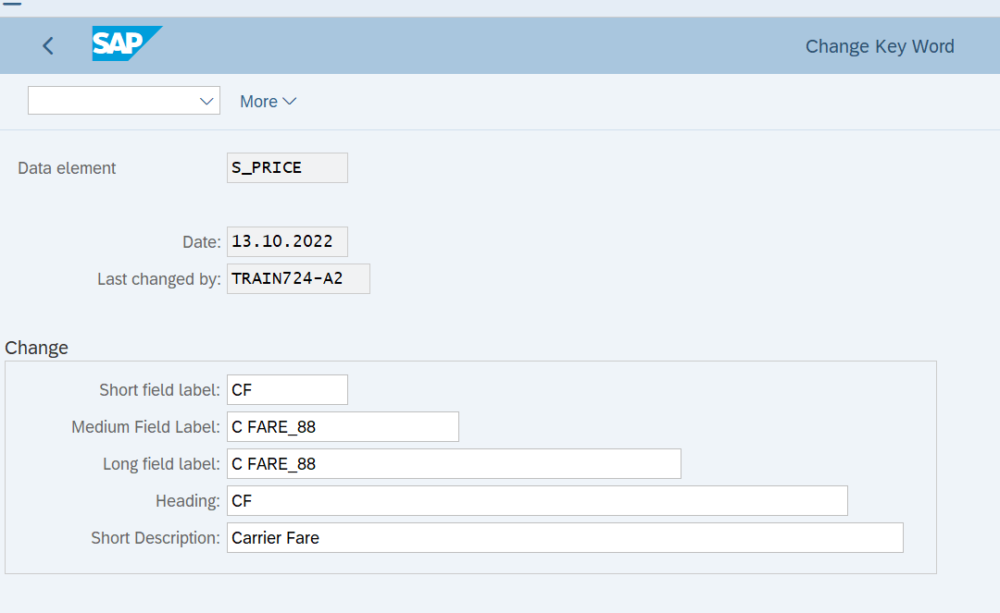 SAP
Change Key Word
More
Data element S_PRICE
Date: 13.10.2022
Last changed by: TRAIN724-A2
Change
Short field label: CF
Medium Field Label: C FARE_88
Long field label: C FARE_88
Heading: CF
Short Description: Carrier Fare